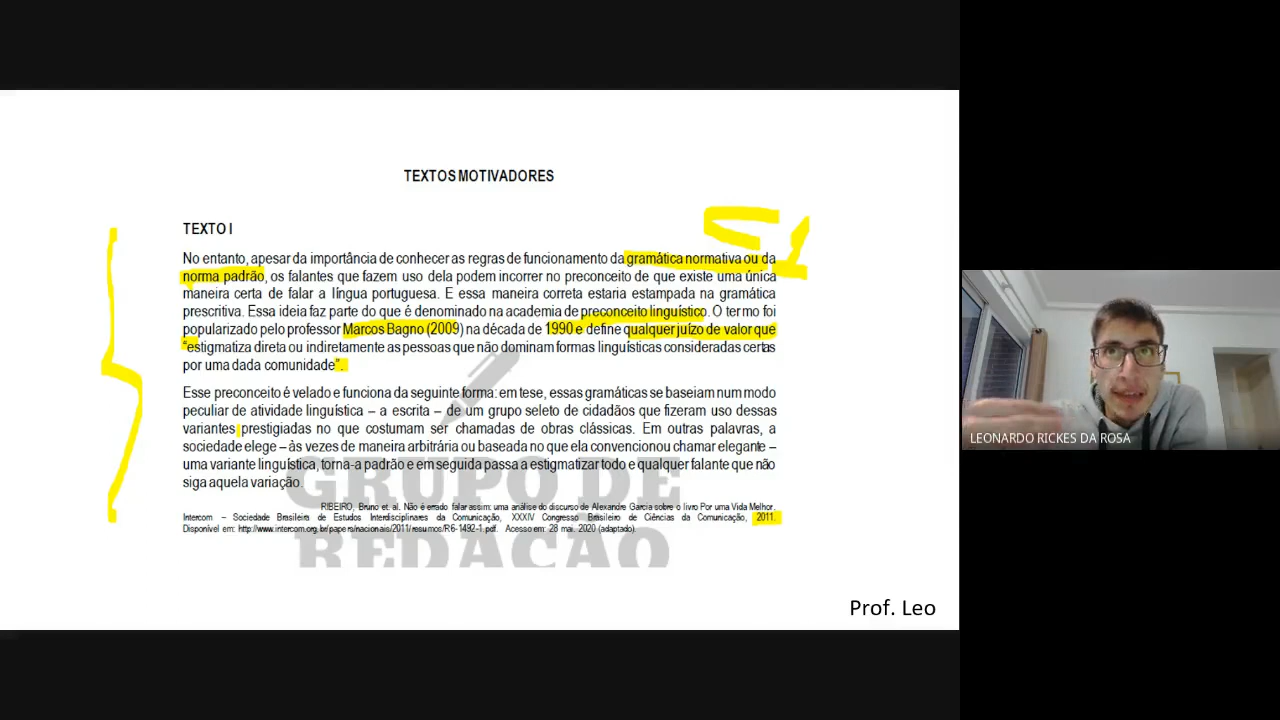 TEXTOS MOTIVADORES
TEXTO I
No entanto, apesar da importância de conhecer as regras de funcionamento da gramática normativa ou da
norma padrão, os falantes que fazem uso dela podem incorrer no preconceito de que existe uma única
maneira certa de falar a língua portuguesa. E essa maneira correta estaria estampada na gramática
prescritiva. Essa ideia faz parte do que é denominado na academia de preconceito linguístico. O termo foi
popularizado pelo professor Marcos Bagno (2009) na década de 1990 e define qualquer juízo de valor que
“estigmatiza direta ou indiretamente as pessoas que não dominam formas linguísticas consideradas certas
por uma dada comunidade”.
Esse preconceito é velado e funciona da seguinte forma: em tese, essas gramáticas se baseiam num modo
peculiar de atividade linguística – a escrita – de um grupo seleto de cidadãos que fizeram uso dessas
variantes prestigiadas no que costumam ser chamadas de obras clássicas. Em outras palavras, a
sociedade elege – às vezes de maneira arbitrária ou baseada no que ela convencionou chamar elegante –
uma variante linguística, torna-a padrão e em seguida passa a estigmatizar todo e qualquer falante que não
siga aquela variação.
RIBEIRO, Bruno et. al. Não é errado falar assim: uma análise do discurso de Alexandre Garcia sobre o livro Por uma Vida Melhor.
Intercom – Sociedade Brasileira de Estudos Interdisciplinares da Comunicação, XXXIV Congresso Brasileiro de Ciências da Comunicação, 2011.
Disponível em: http://www.intercom.org.br/papers/nacionais/2011/resumos/R6-1492-1.pdf. Acesso em: 28 mai. 2020 (adaptado).
GRUPO DE
REDAÇÃO
Prof. Leo
LEONARDO RICKES DA ROSA